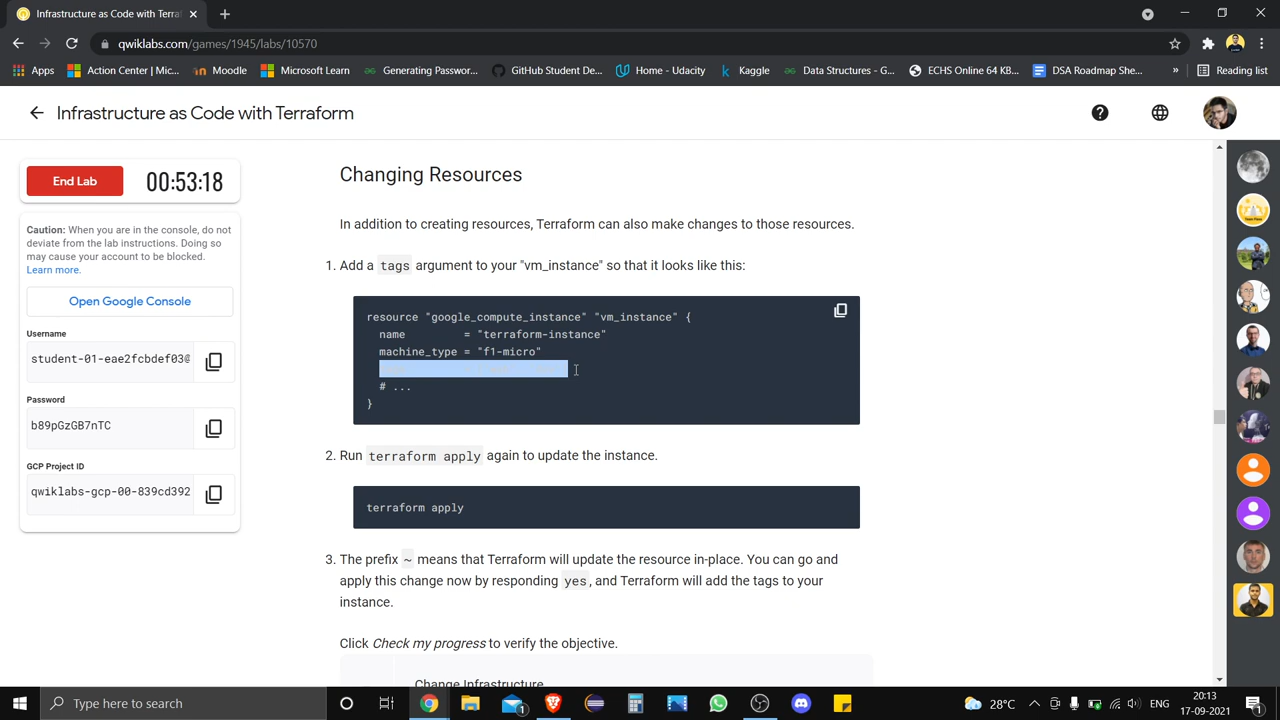 Infrastructure as Code with Terraf
qwiklabs.com/games/1945/labs/10570
Apps
Action Center | Mic...
Moodle
Microsoft Learn
Generating Passwor...
GitHub Student De...
Home - Udacity
Kaggle
Data Structures - G...
ECHS Online 64 KB...
DSA Roadmap She...
»
Reading list
Infrastructure as Code with Terraform
End Lab
00:53:18
Caution: When you are in the console, do not
deviate from the lab instructions. Doing so
may cause your account to be blocked.
Learn more.
Open Google Console
Username
student-01-eae2fcbdef03@
Password
b89pGzGB7nTC
GCP Project ID
qwiklabs-gcp-00-839cd392
Changing Resources
In addition to creating resources, Terraform can also make changes to those resources.
1. Add a tags argument to your "vm_instance" so that it looks like this:
resource "google_compute_instance" "vm_instance" {
name = "terraform-instance"
machine_type = "f1-micro"
# ...
}
2. Run terraform apply again to update the instance.
terraform apply
3. The prefix ~ means that Terraform will update the resource in-place. You can go and
apply this change now by responding yes, and Terraform will add the tags to your
instance.
Click Check my progress to verify the objective.
Change Infrastructure
Type here to search
1
28°C
20:13
17-09-2021